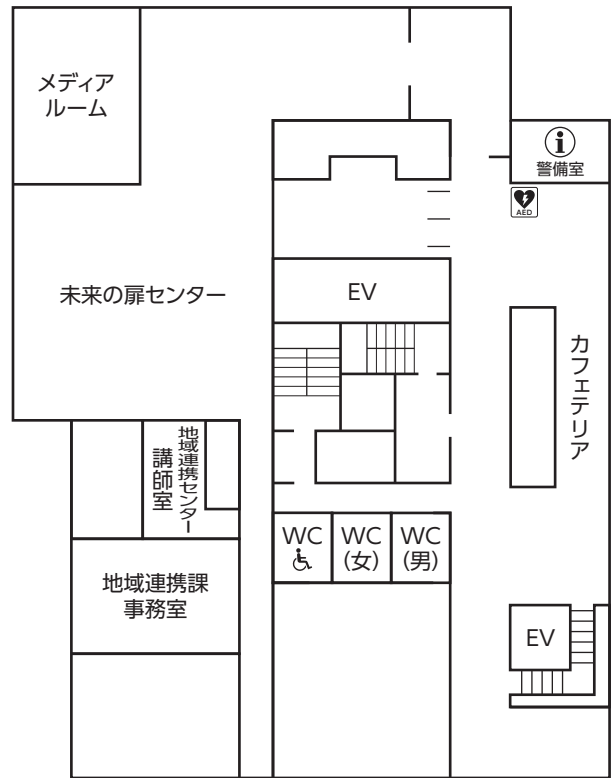 メディア
ルーム
警備室
AED
未来の扉センター
EV
カフェテリア
地域連携センター
講師室
WC
WC
(女)
WC
(男)
地域連携課
事務室
EV